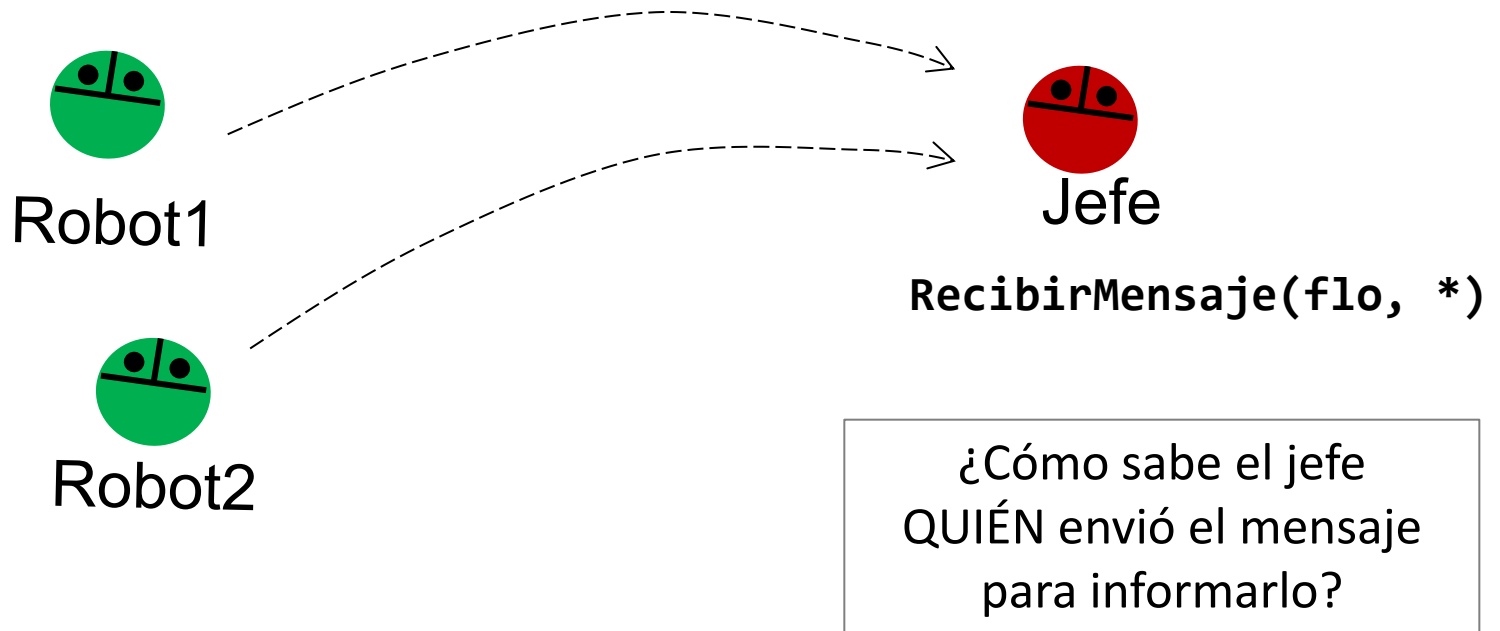 Robot1
Jefe
RecibirMensaje(flo, *)
Robot2
¿Cómo sabe el jefe
QUIÉN envió el mensaje
para informarlo?